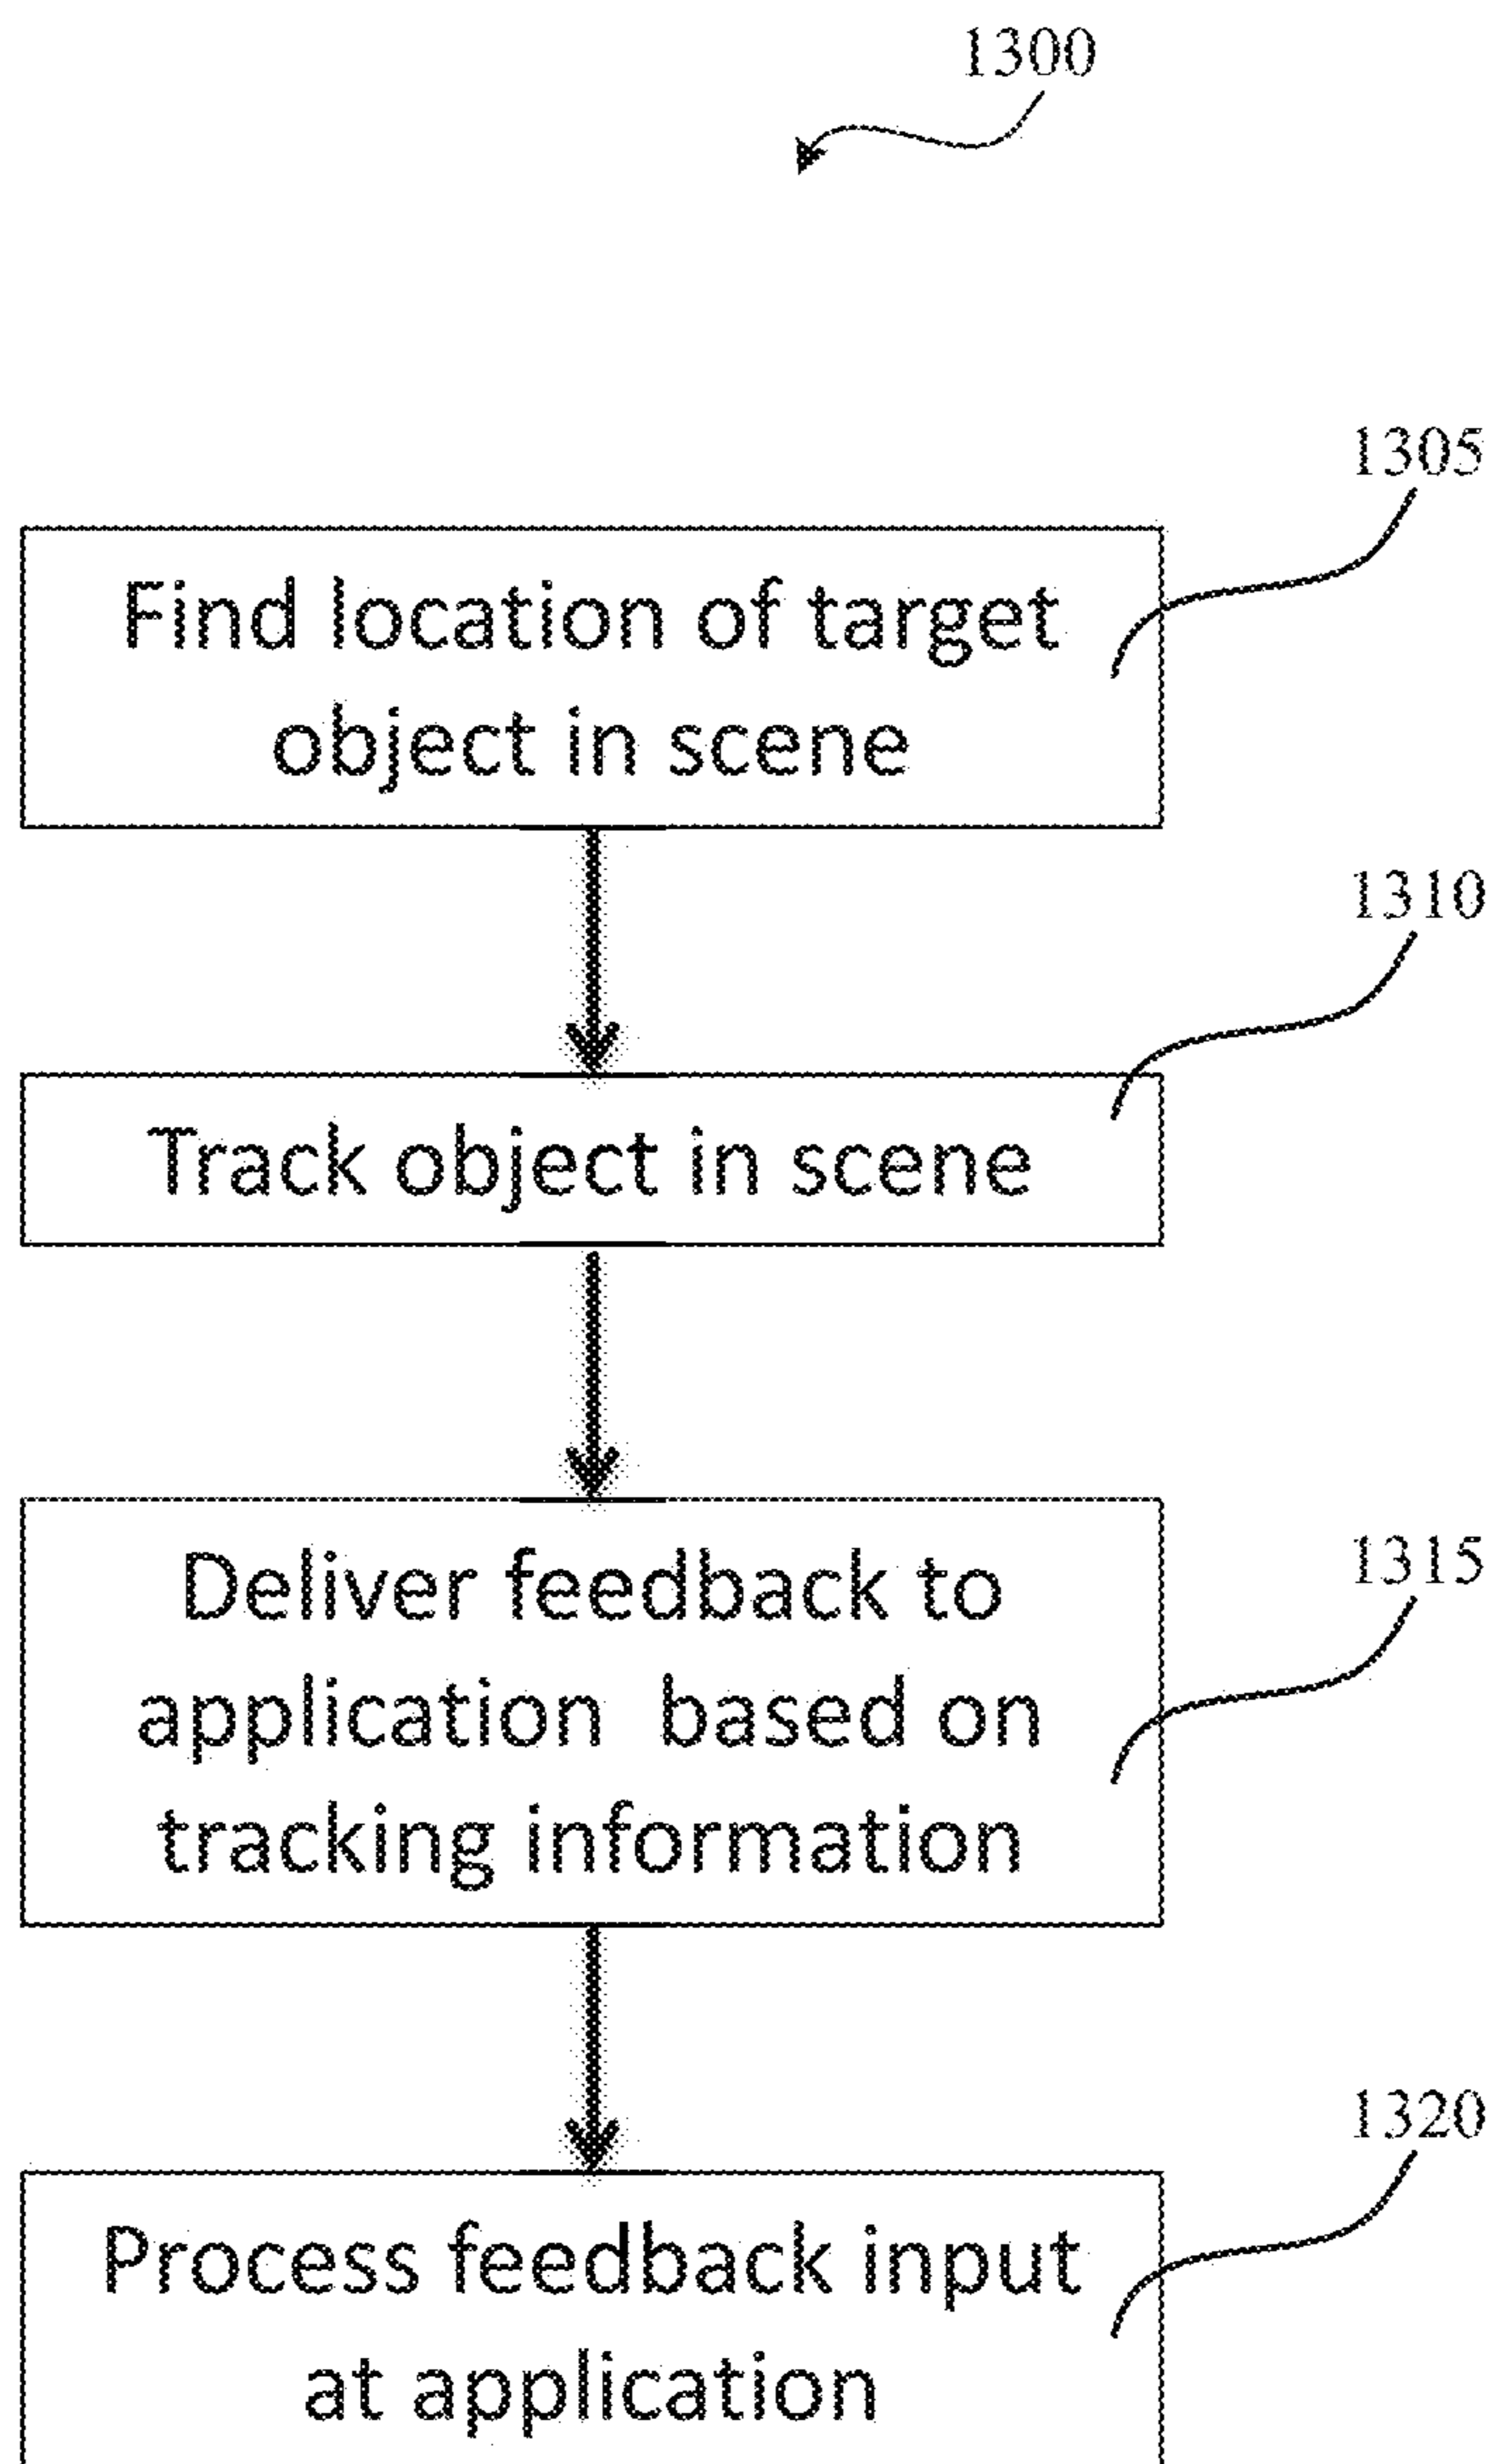 1300
1305
Find location of target
object in scene
1310
Track object in scene
1315
Deliver feedback to
application based on
tracking information
1320
Process feedback input
at application